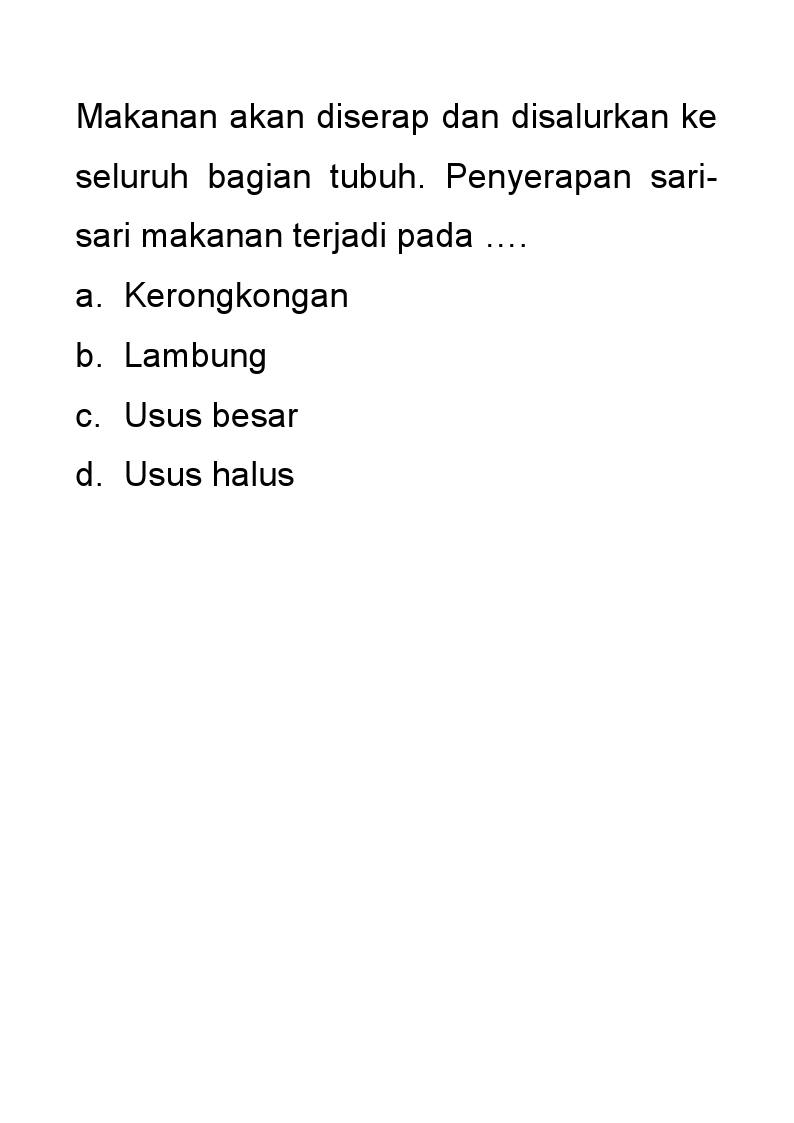 Makanan akan diserap dan disalurkan ke
seluruh bagian tubuh. Penyerapan sari-
sari makanan terjadi pada ....
a. Kerongkongan
b. Lambung
c. Usus besar
d. Usus halus